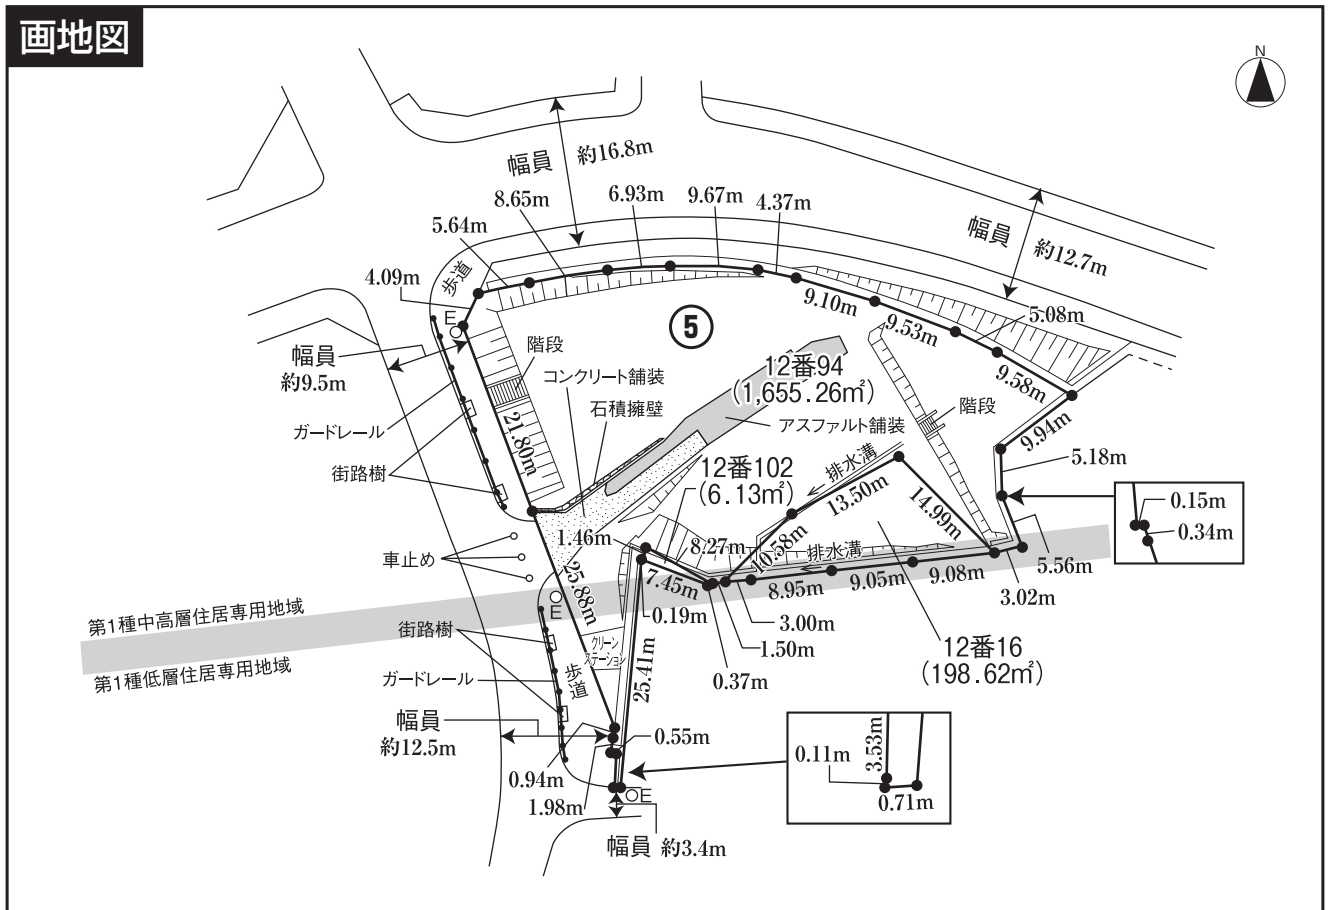 画地図
N
幅員 約16.8m
8.65m
6.93m
9.67m
4.37m
5.64m
幅員
約12.7m
4.09m
歩道
E
9.10m
9.53m
5.08m
9.58m
⑤
幅員
約9.5m
階段
コンクリート舗装
石積擁壁
12番94
(1,655.26㎡)
アスファルト舗装
階段
9.94m
ガードレール
21.80m
街路樹
12番102
(6.13㎡)
排水溝
13.50m
14.99m
5.18m
0.15m
0.34m
1.46m
8.27m
10.58m
排水溝
車止め
25.88m
7.45m
8.95m
9.05m
9.08m
5.56m
3.02m
E
0.19m
3.00m
1.50m
0.37m
第1種中高層住居専用地域
第1種低層住居専用地域
街路樹
クリーン
ステーション
歩道
25.41m
12番16
(198.62㎡)
ガードレール
幅員
約12.5m
0.55m
0.94m
1.98m
E
3.53m
0.11m
0.71m
幅員 約3.4m